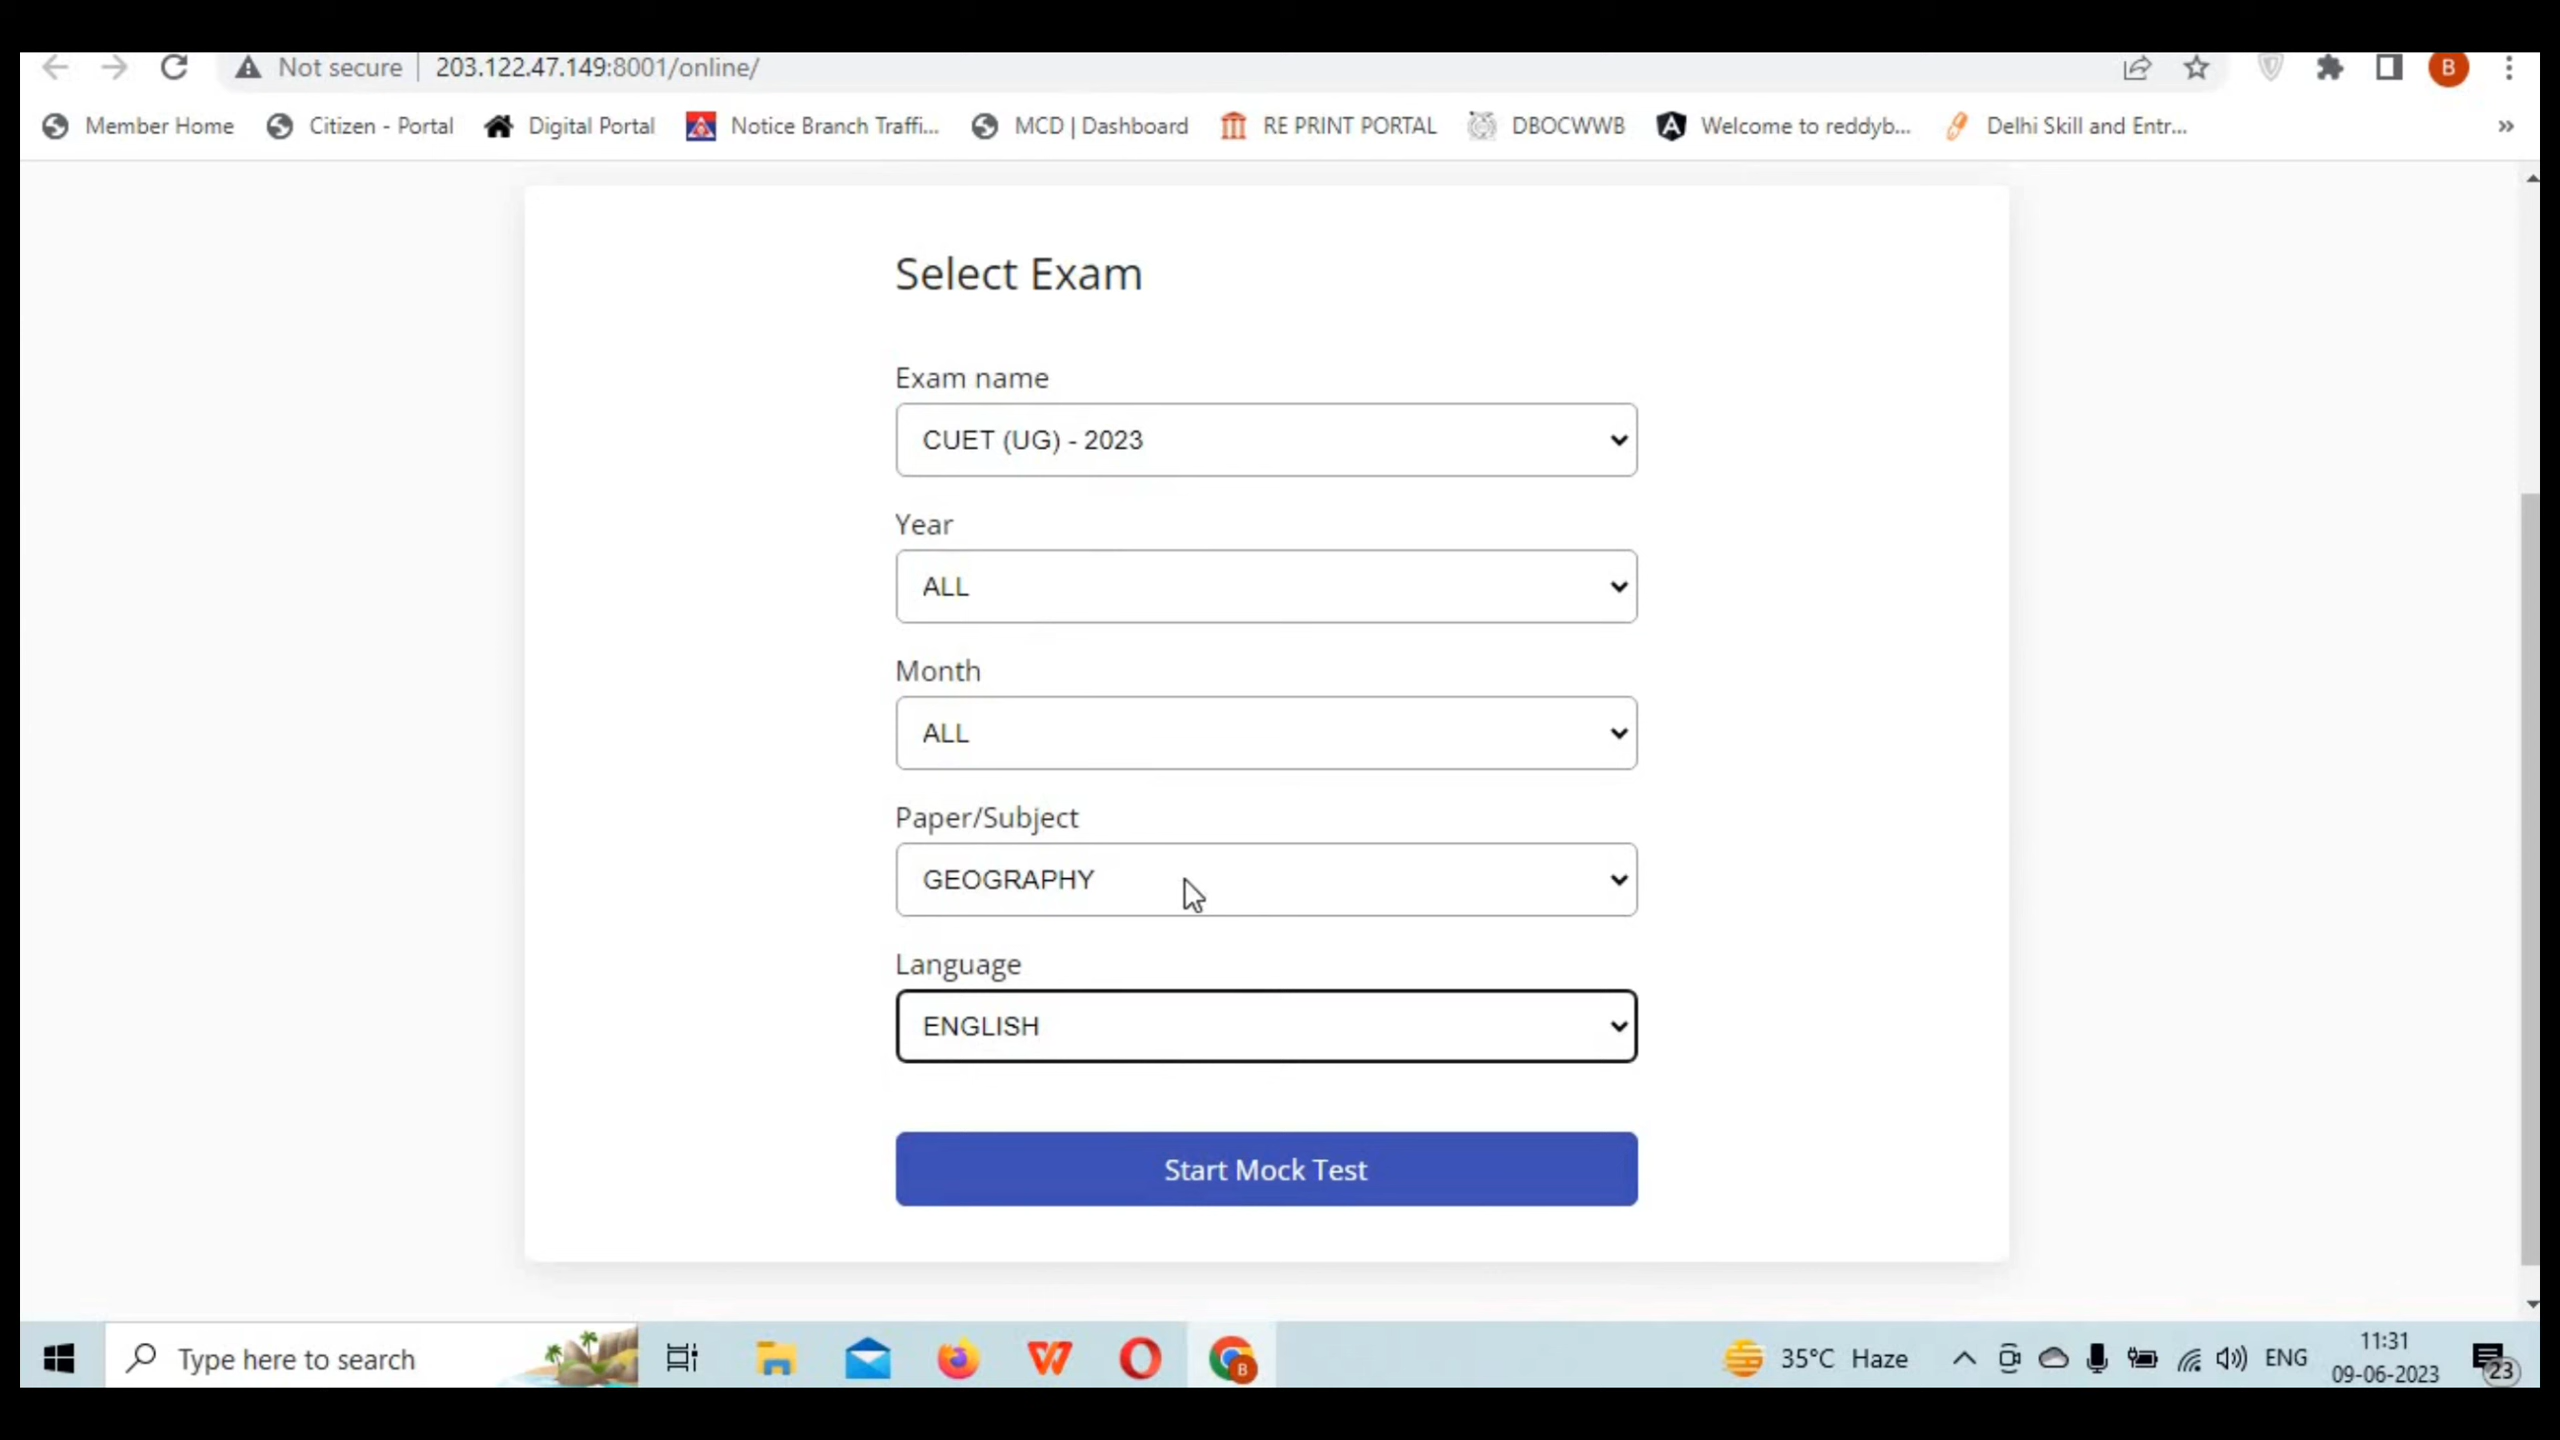 Not secure 203.122.47.149:8001/online/ B
Member Home Citizen - Portal Digital Portal Notice Branch Traffi... MCD | Dashboard RE PRINT PORTAL DBOCWWB Welcome to reddyb... Delhi Skill and Entr... »
Select Exam
Exam name
CUET (UG) - 2023
Year
ALL
Month
ALL
Paper/Subject
GEOGRAPHY
Language
ENGLISH
Start Mock Test
Type here to search B 35°C Haze ENG 11:31
09-06-2023 23